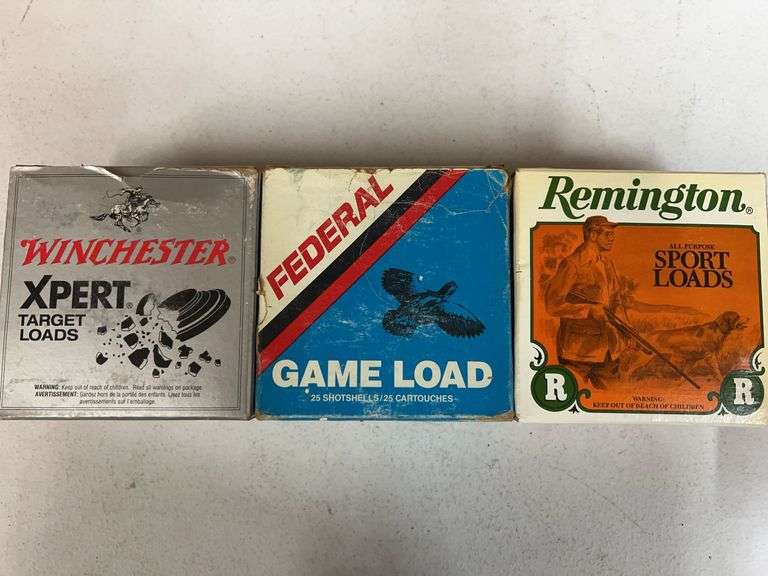 WINCHESTER®
XPERT®
TARGET
LOADS
WARNING: Keep out of reach of children. Read all warnings on package.
AVERTISSEMENT: Gardez hors de la portée des enfants. Lisez tous les
avertissements sur l'emballage.
FEDERAL
GAME LOAD
25 SHOTSHELLS/25 CARTOUCHES
Remington®
ALL PURPOSE
SPORT
LOADS
R
R
WARNING:
KEEP OUT OF REACH OF CHILDREN